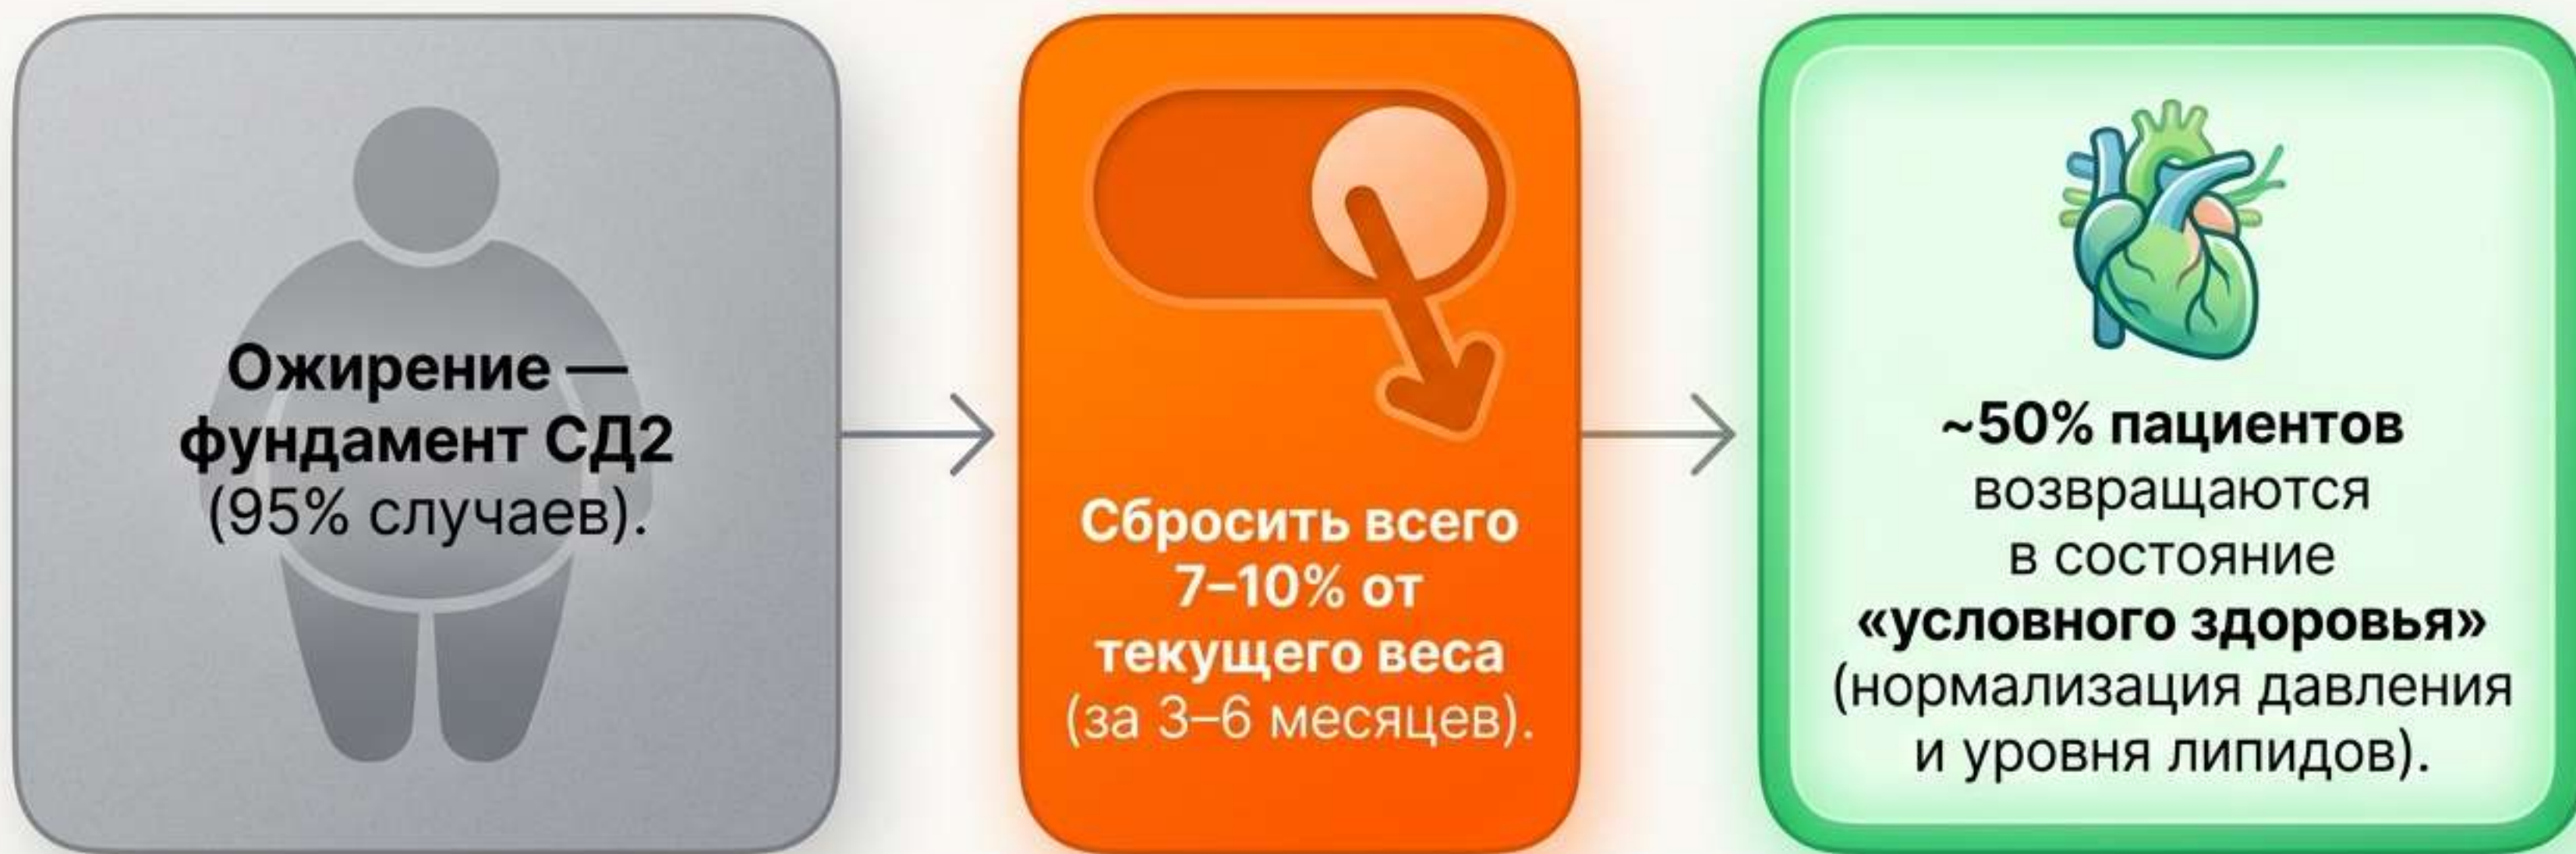 Ожирение —
фундамент СД2
(95% случаев).
Сбросить всего
7–10% от
текущего веса
(за 3–6 месяцев).
~50% пациентов
возвращаются
в состояние
«условного здоровья»
(нормализация давления
и уровня липидов).